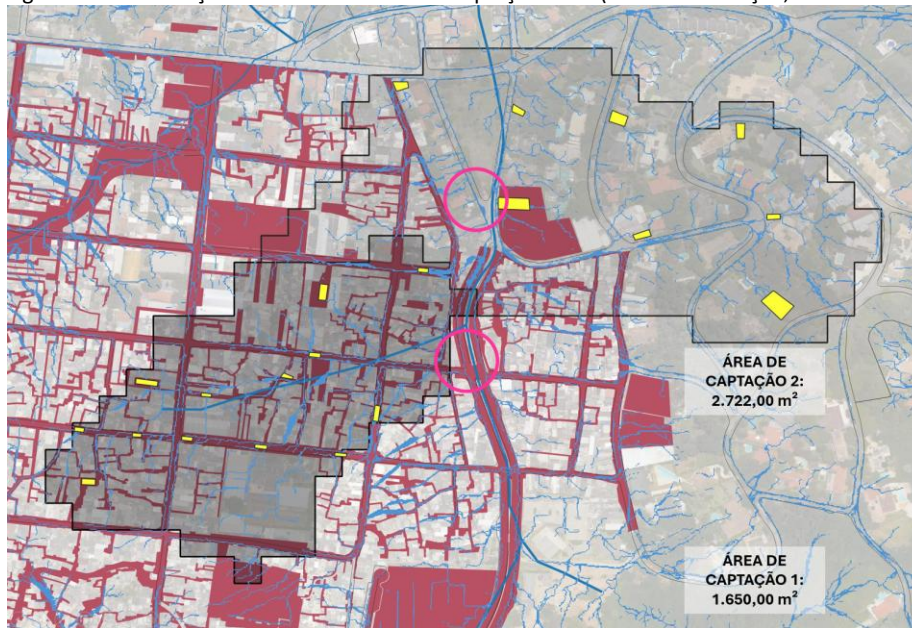 ÁREA DE
CAPTAÇÃO 2:
2.722,00 m²
ÁREA DE
CAPTAÇÃO 1:
1.650,00 m²